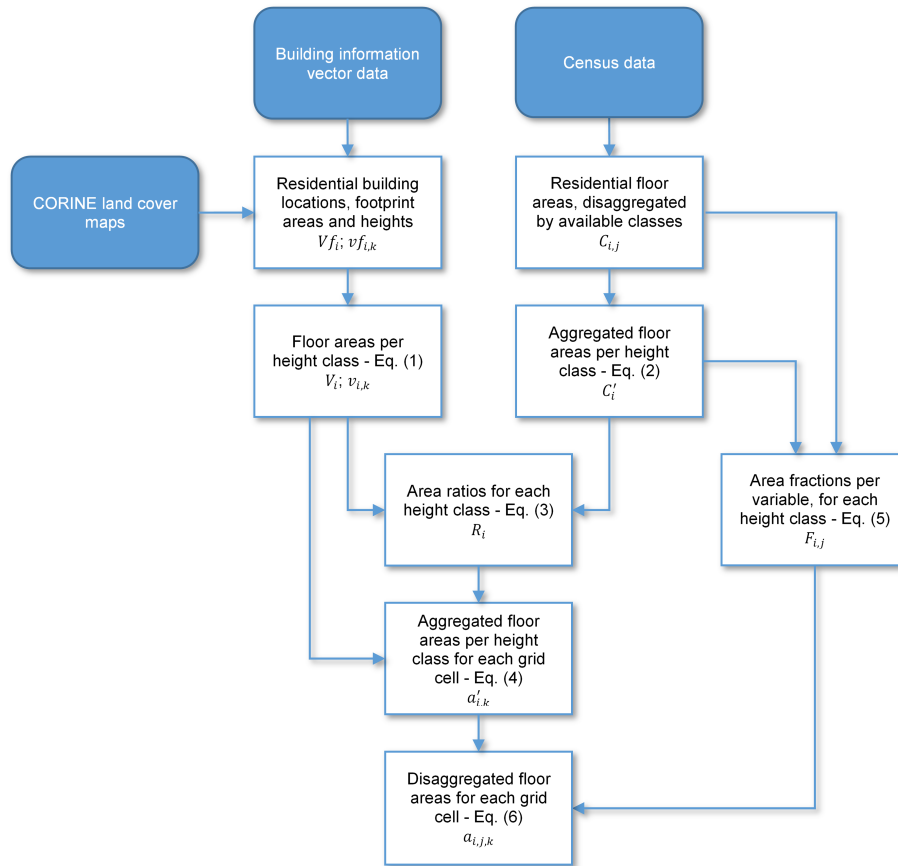 Building information
vector data
Census data
CORINE land cover
maps
Residential building
locations, footprint
areas and heights
Vf_i; vf_{i,k}
Residential floor
areas, disaggregated
by available classes
C_{i,j}
Floor areas per
height class - Eq. (1)
V_i; v_{i,k}
Aggregated floor
areas per height
class - Eq. (2)
C′_i
Area ratios for each
height class - Eq. (3)
R_i
Area fractions per
variable, for each
height class - Eq. (5)
F_{i,j}
Aggregated floor
areas per height
class for each grid
cell - Eq. (4)
a′_{i.k}
Disaggregated floor
areas for each grid
cell - Eq. (6)
a_{i,j,k}